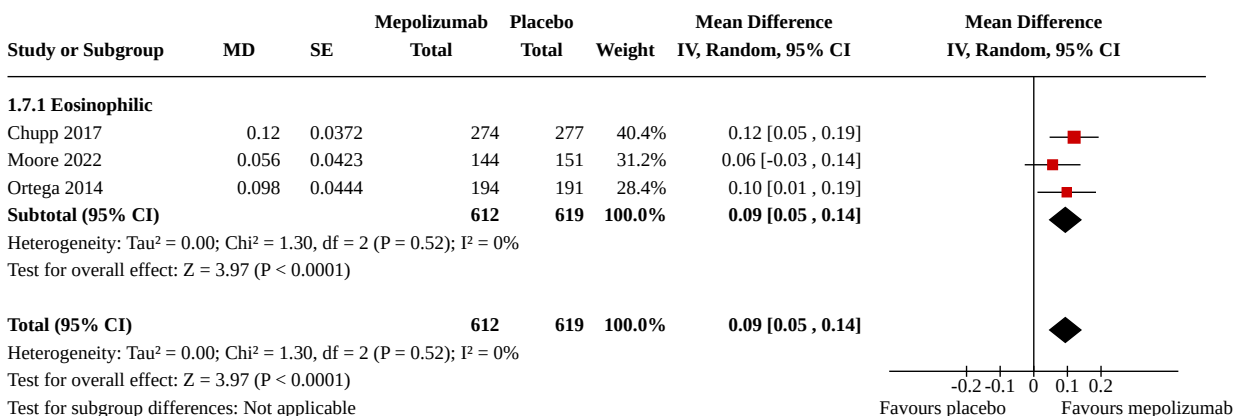 Mepolizumab Placebo Mean Difference Mean Difference
Study or Subgroup MD SE Total Total Weight IV, Random, 95% CI IV, Random, 95% CI
1.7.1 Eosinophilic
Chupp 2017 0.12 0.0372 274 277 40.4% 0.12 [0.05 , 0.19]
Moore 2022 0.056 0.0423 144 151 31.2% 0.06 [-0.03 , 0.14]
Ortega 2014 0.098 0.0444 194 191 28.4% 0.10 [0.01 , 0.19]
Subtotal (95% CI) 612 619 100.0% 0.09 [0.05 , 0.14]
Heterogeneity: Tau² = 0.00; Chi² = 1.30, df = 2 (P = 0.52); I² = 0%
Test for overall effect: Z = 3.97 (P < 0.0001)
Total (95% CI) 612 619 100.0% 0.09 [0.05 , 0.14]
Heterogeneity: Tau² = 0.00; Chi² = 1.30, df = 2 (P = 0.52); I² = 0%
Test for overall effect: Z = 3.97 (P < 0.0001) -0.2 -0.1 0 0.1 0.2
Test for subgroup differences: Not applicable Favours placebo Favours mepolizumab